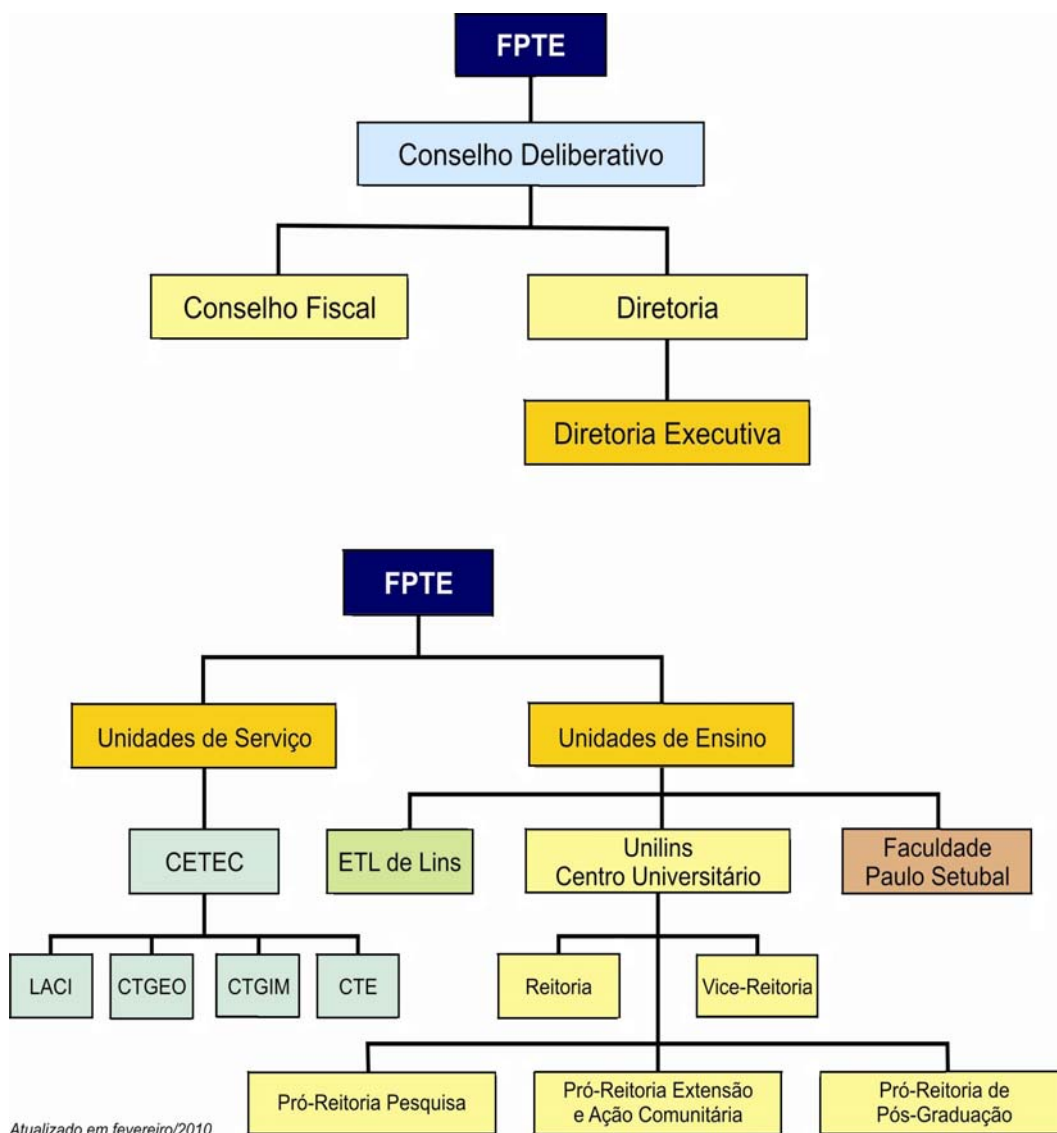 FPTE
Conselho Deliberativo
Conselho Fiscal
Diretoria
Diretoria Executiva
FPTE
Unidades de Serviço
Unidades de Ensino
CETEC
ETL de Lins
Unilins
Centro Universitário
Faculdade
Paulo Setubal
LACI
CTGEO
CTGIM
CTE
Reitoria
Vice-Reitoria
Pró-Reitoria Pesquisa
Pró-Reitoria Extensão
e Ação Comunitária
Pró-Reitoria de
Pós-Graduação
Atualizado em fevereiro/2010